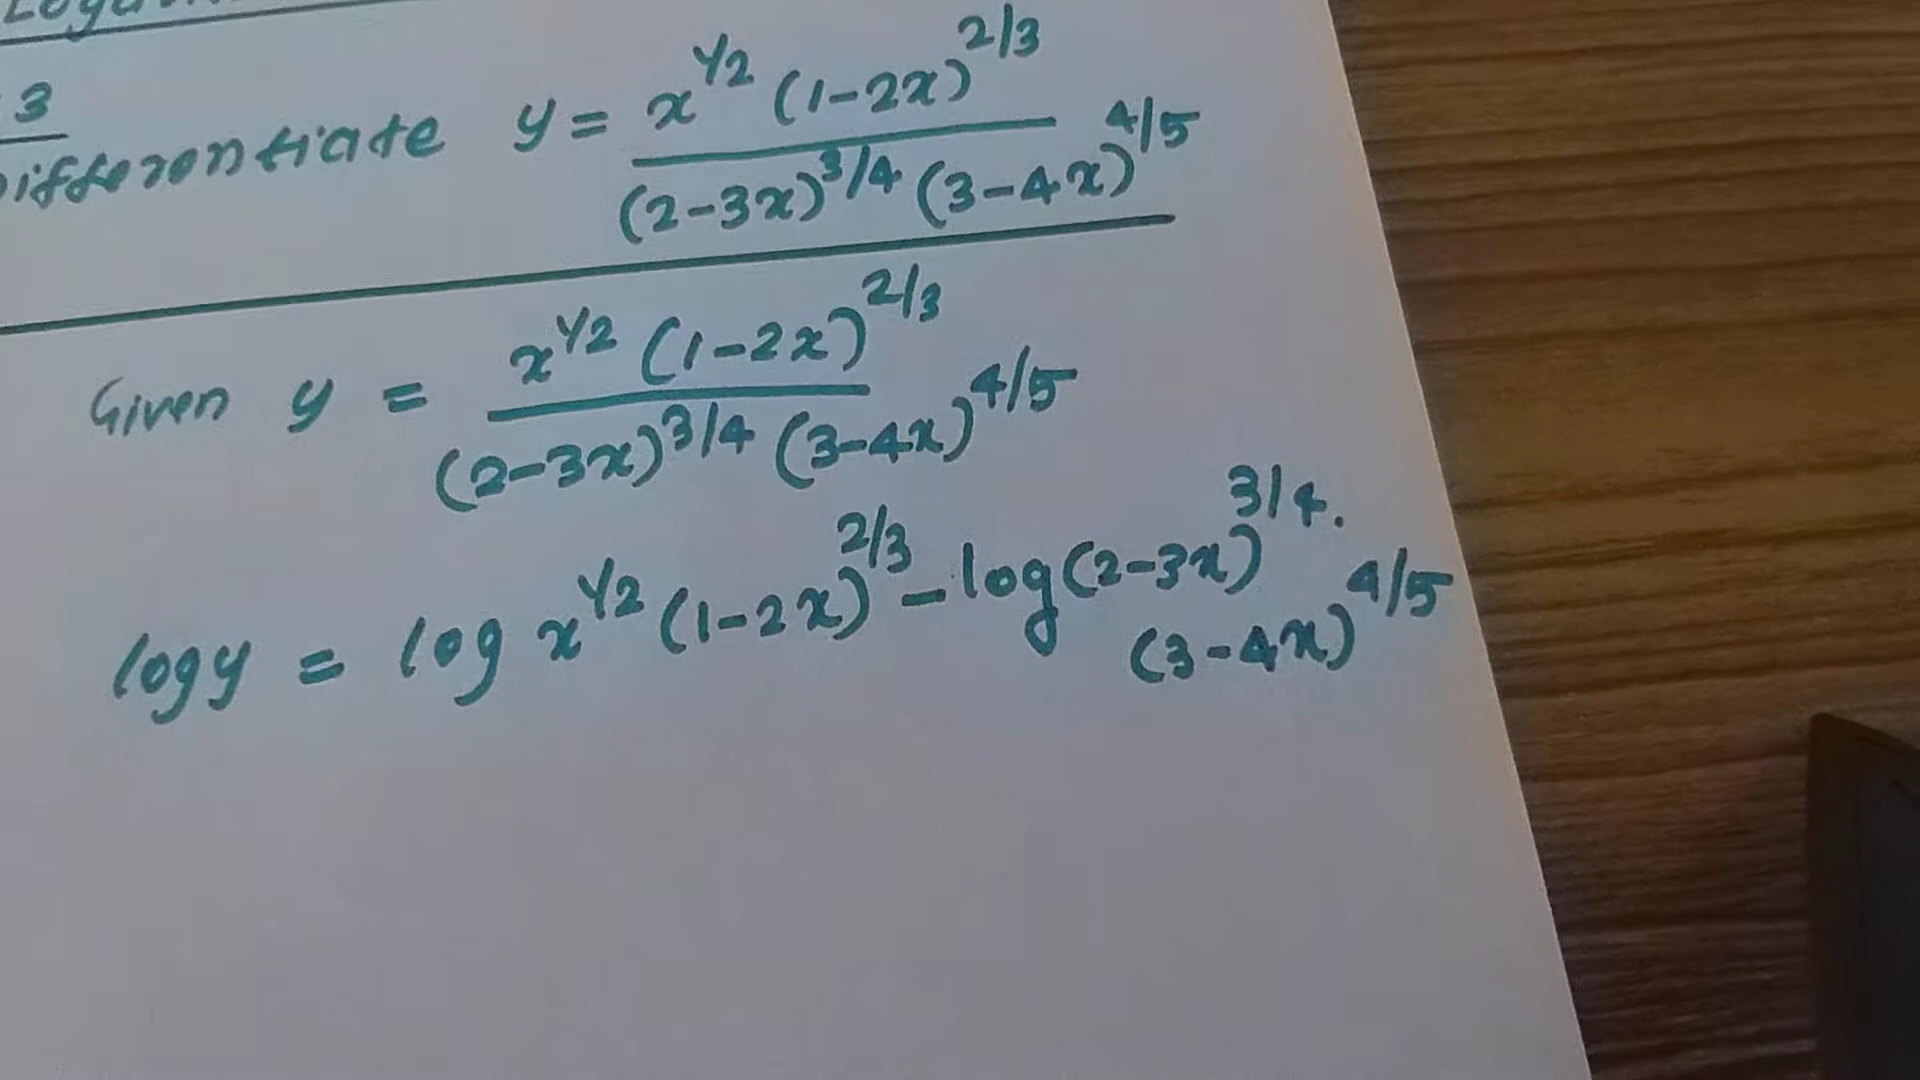 3
Differentiate y = x^1/2 (1-2x)^2/3 / (2-3x)^3/4 (3-4x)^4/5
Given y = x^1/2 (1-2x)^2/3 / (2-3x)^3/4 (3-4x)^4/5
log y = log x^1/2 (1-2x)^2/3 - log(2-3x)^3/4 .
(3-4x)^4/5